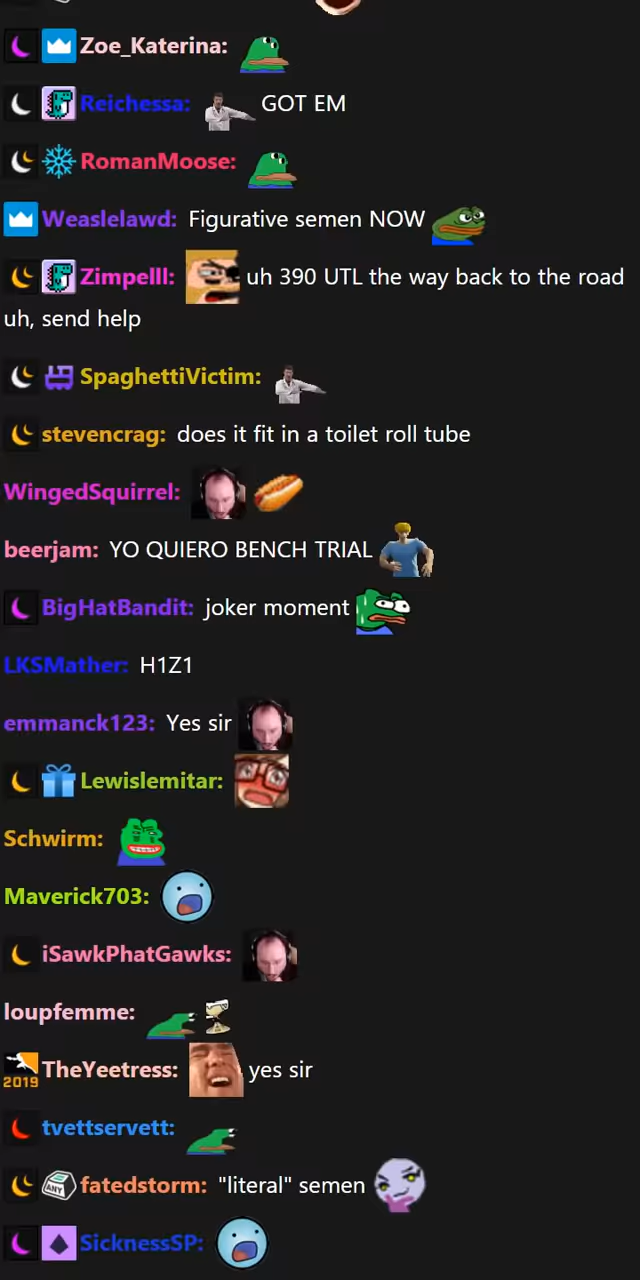 Zoe_Katerina:
Reichessa: GOT EM
RomanMoose:
Weaslelawd: Figurative semen NOW
Zimpelll: uh 390 UTL the way back to the road
uh, send help
SpaghettiVictim:
stevencrag: does it fit in a toilet roll tube
WingedSquirrel:
beerjam: YO QUIERO BENCH TRIAL
BigHatBandit: joker moment
LKSMather: H1Z1
emmanck123: Yes sir
Lewislemitar:
Schwirm:
Maverick703:
iSawkPhatGawks:
loupfemme:
2019 TheYeetress: yes sir
tvettservett:
ANY fatedstorm: "literal" semen
SicknessSP: